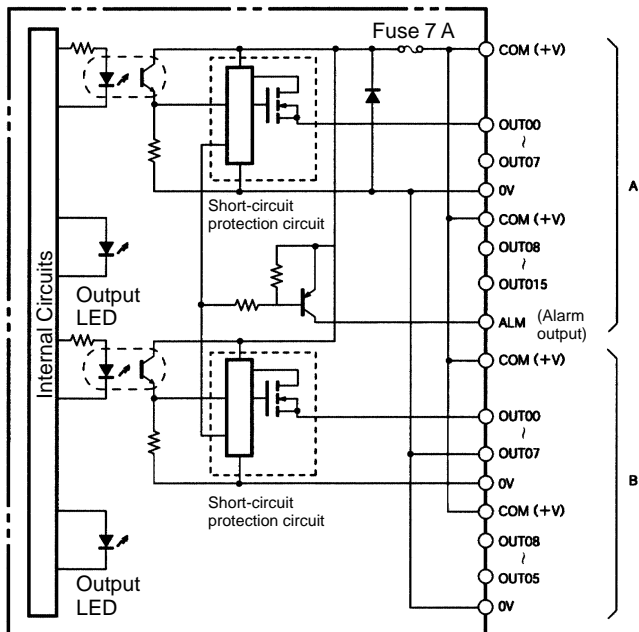 Fuse 7 A
COM (+V)
OUT00
~
OUT07
0V
A
Short-circuit
protection circuit
COM (+V)
OUT08
~
OUT015
Internal Circuits
Output
LED
ALM
(Alarm
output)
COM (+V)
OUT00
~
OUT07
0V
B
Short-circuit
protection circuit
COM (+V)
OUT08
~
OUT05
Output
LED
0V